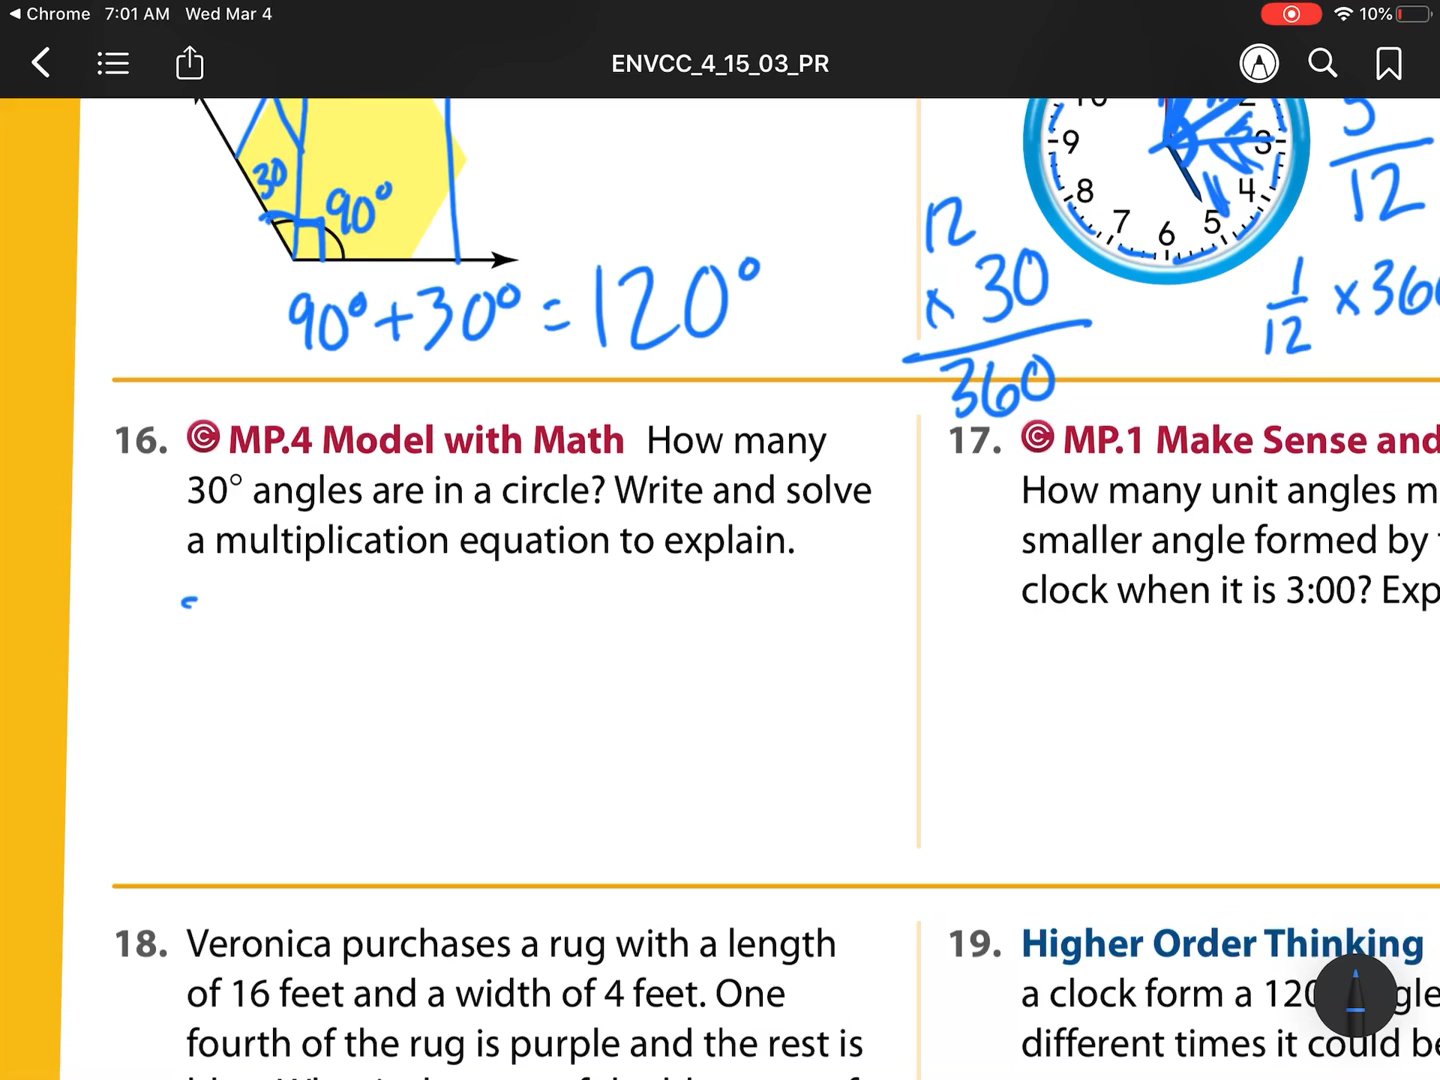 Chrome 7:01 AM Wed Mar 4
10%
ENVCC_4_15_03_PR
30
90°
90° + 30° = 120°
9
3
8
4
7
6
5
5
12
12
x 30
360
1
12
x 360
16. MP.4 Model with Math How many
30° angles are in a circle? Write and solve
a multiplication equation to explain.
17. MP.1 Make Sense and
How many unit angles m
smaller angle formed by
clock when it is 3:00? Exp
18. Veronica purchases a rug with a length
of 16 feet and a width of 4 feet. One
fourth of the rug is purple and the rest is
19. Higher Order Thinking
a clock form a 120° angle
different times it could be